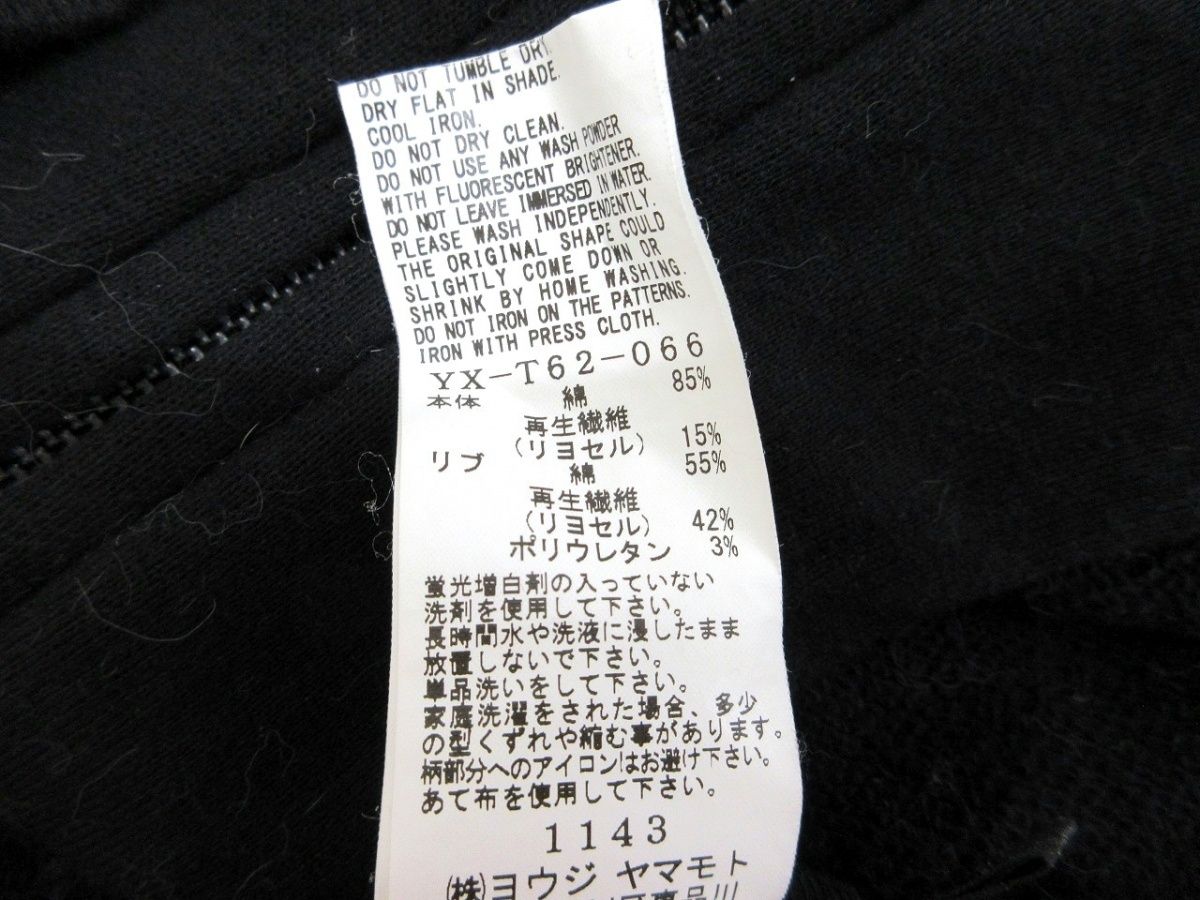 DO NOT TUMBLE DRY.
DRY FLAT IN SHADE.
COOL IRON.
DO NOT DRY CLEAN.
DO NOT USE ANY WASH POWDER
WITH FLUORESCENT BRIGHTENER.
DO NOT LEAVE IMMERSED IN WATER.
PLEASE WASH INDEPENDENTLY.
THE ORIGINAL SHAPE COULD
SLIGHTLY COME DOWN OR
SHRINK BY HOME WASHING.
DO NOT IRON ON THE PATTERNS.
IRON WITH PRESS CLOTH.
YX-T62-066
本体 綿 85%
再生繊維
(リヨセル) 15%
リブ 綿 55%
再生繊維
(リヨセル) 42%
ポリウレタン 3%
蛍光増白剤の入っていない
洗剤を使用して下さい。
長時間水や洗液に浸したまま
放置しないで下さい。
単品洗いをして下さい。
家庭洗濯をされた場合、多少
の型くずれや縮む事があります。
柄部分へのアイロンはお避け下さい。
あて布を使用して下さい。
1143
(株)ヨウジ ヤマモト
品川